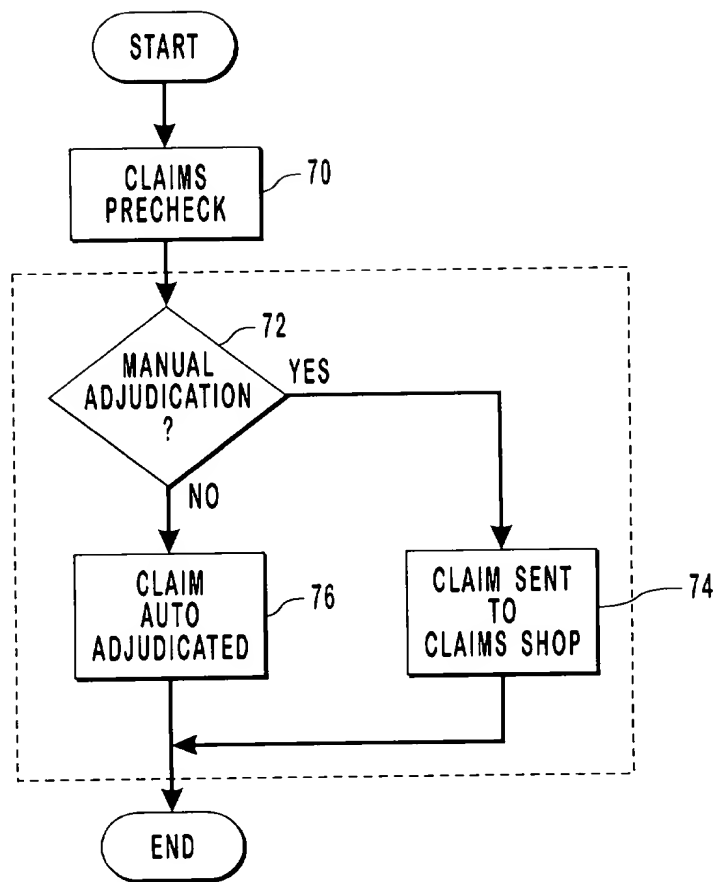 START
CLAIMS
PRECHECK
70
72
MANUAL
ADJUDICATION
?
YES
NO
CLAIM
AUTO
ADJUDICATED
76
CLAIM SENT
TO
CLAIMS SHOP
74
END